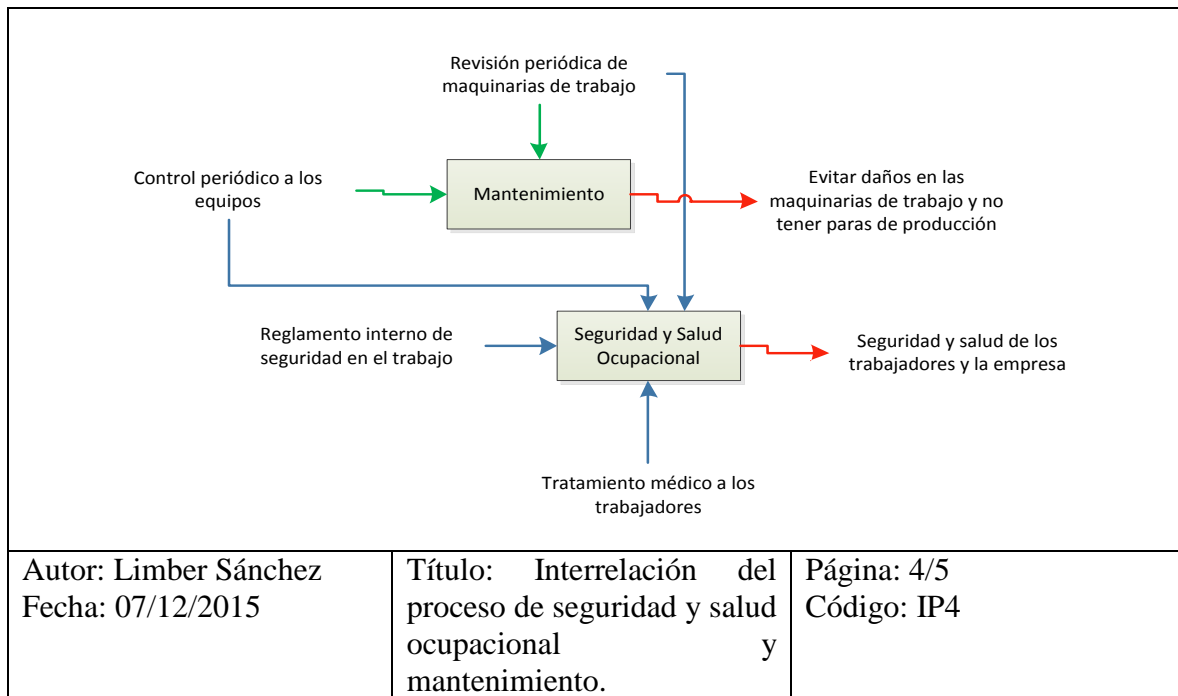 Revisión periódica de
maquinarias de trabajo
Control periódico a los
equipos
Mantenimiento
Evitar daños en las
maquinarias de trabajo y no
tener paras de producción
Reglamento interno de
seguridad en el trabajo
Seguridad y Salud
Ocupacional
Seguridad y salud de los
trabajadores y la empresa
Tratamiento médico a los
trabajadores
Autor: Limber Sánchez
Fecha: 07/12/2015
Título: Interrelación del
proceso de seguridad y salud
ocupacional y
mantenimiento.
Página: 4/5
Código: IP4